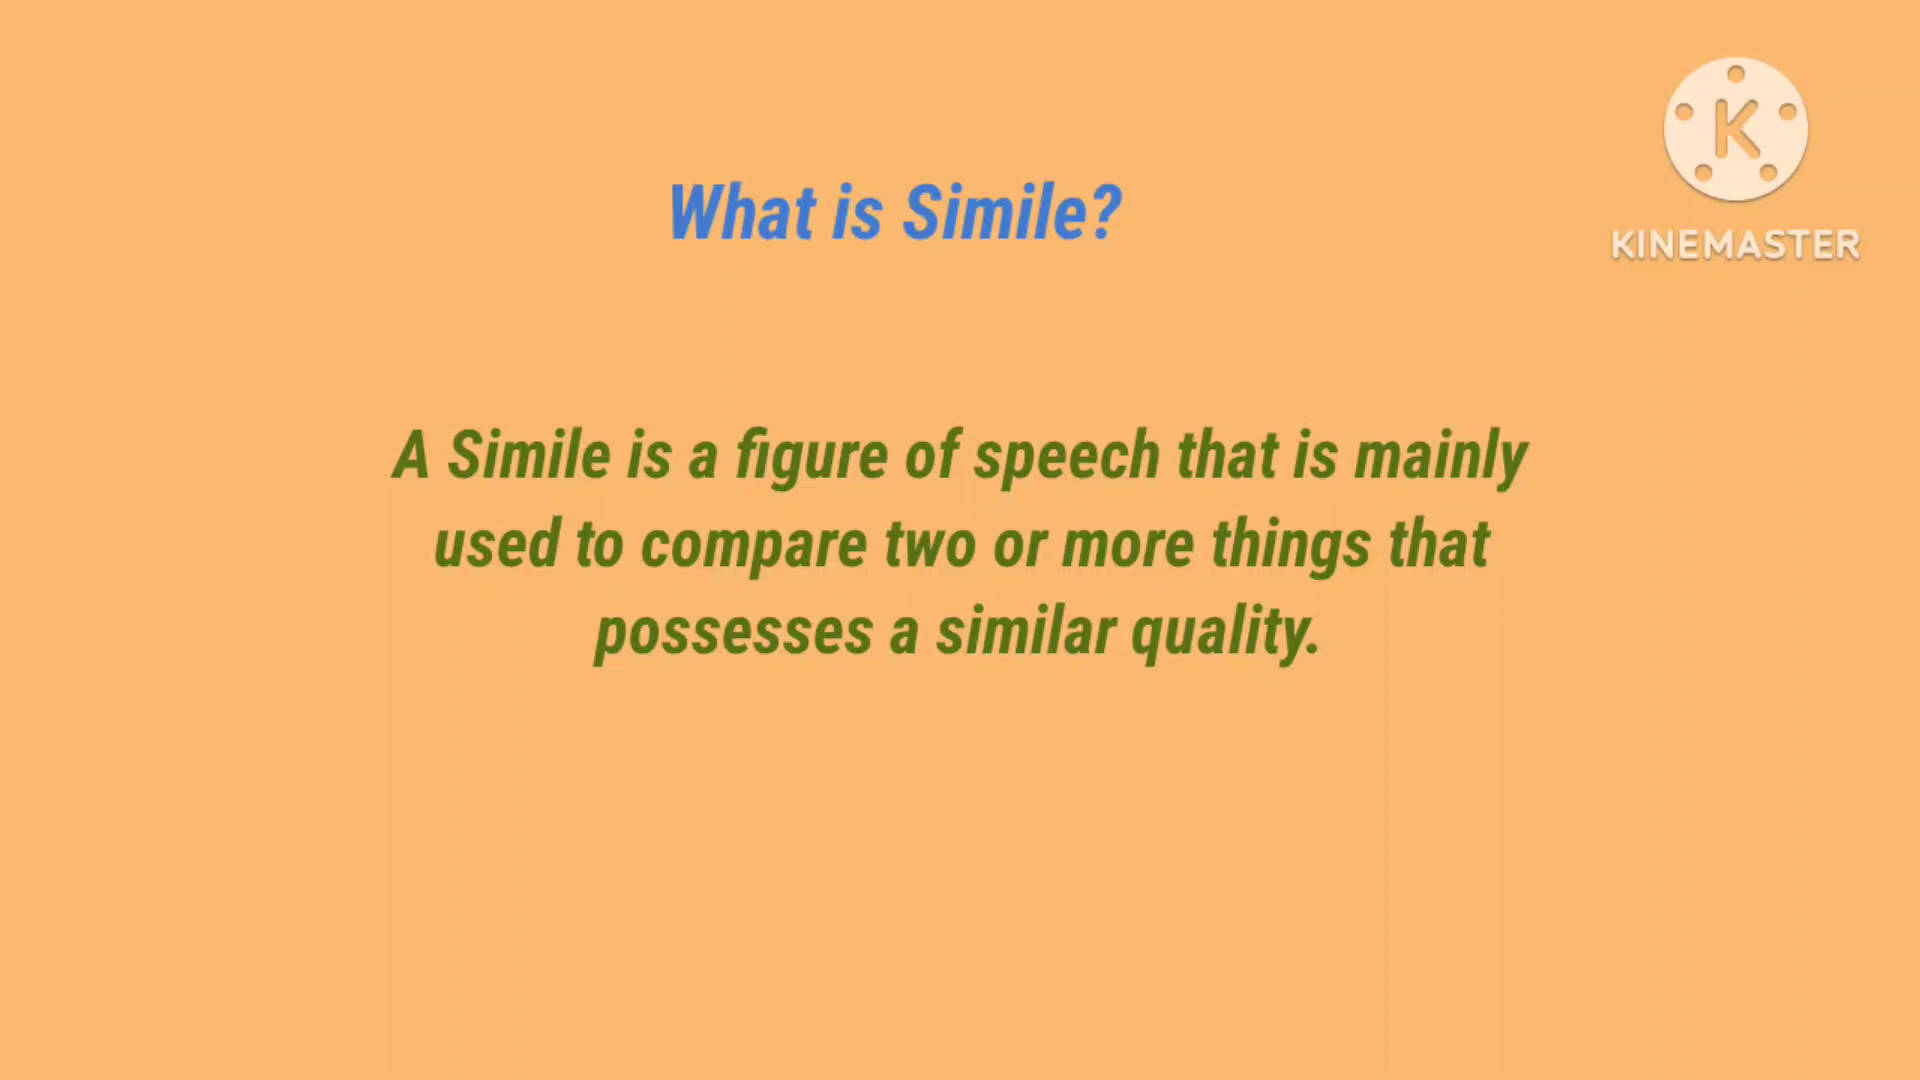 What is Simile?
K
KINEMASTER
A Simile is a figure of speech that is mainly
used to compare two or more things that
possesses a similar quality.